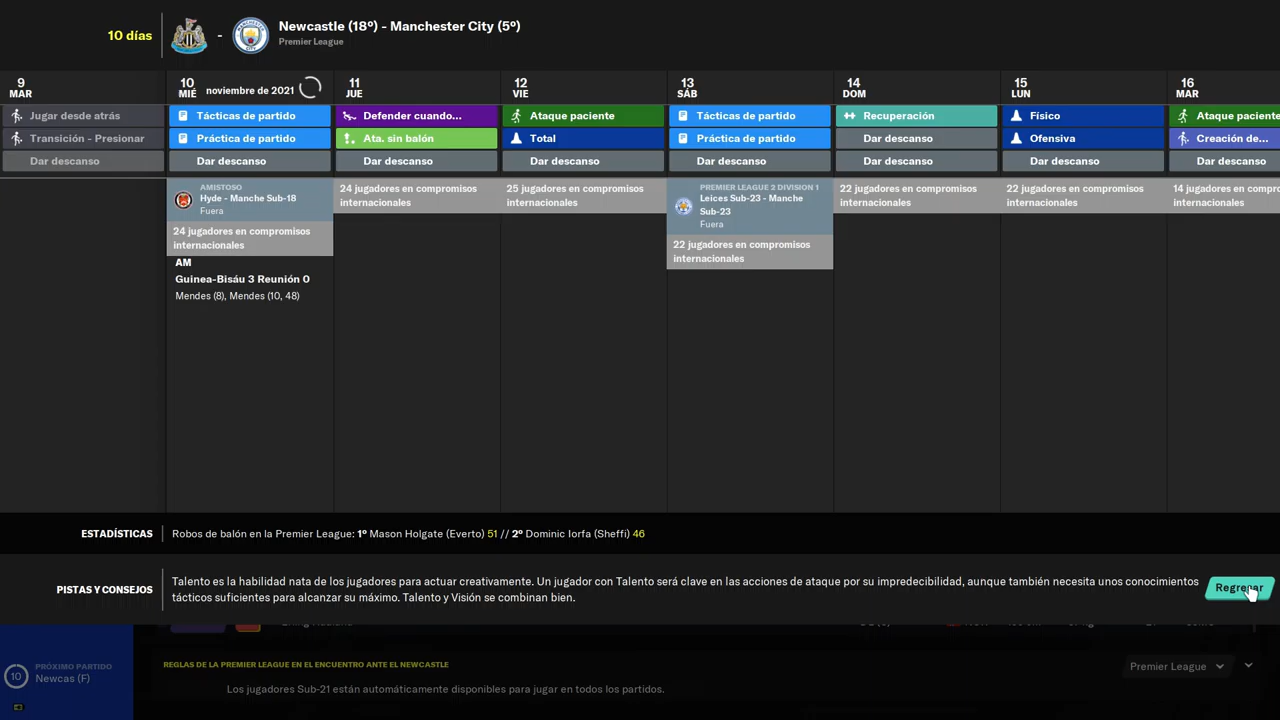 10 días
-
Newcastle (18º) - Manchester City (5º)
Premier League
9
MAR
10
MIÉ
noviembre de 2021
11
JUE
12
VIE
13
SÁB
14
DOM
15
LUN
16
MAR
Jugar desde atrás
Tácticas de partido
Defender cuando...
Ataque paciente
Tácticas de partido
Recuperación
Físico
Ataque paciente
Transición - Presionar
Práctica de partido
Ata. sin balón
Total
Práctica de partido
Dar descanso
Ofensiva
Creación de...
Dar descanso
Dar descanso
Dar descanso
Dar descanso
Dar descanso
Dar descanso
Dar descanso
Dar descanso
AMISTOSO
Hyde - Manche Sub-18
Fuera
24 jugadores en compromisos
internacionales
AM
Guinea-Bisáu 3 Reunión 0
Mendes (8), Mendes (10, 48)
24 jugadores en compromisos
internacionales
25 jugadores en compromisos
internacionales
PREMIER LEAGUE 2 DIVISION 1
Leices Sub-23 - Manche
Sub-23
Fuera
22 jugadores en compromisos
internacionales
22 jugadores en compromisos
internacionales
22 jugadores en compromisos
internacionales
14 jugadores en compro
internacionales
ESTADÍSTICAS
Robos de balón en la Premier League: 1º Mason Holgate (Everto) 51 // 2º Dominic Iorfa (Sheffi) 46
PISTAS Y CONSEJOS
Talento es la habilidad nata de los jugadores para actuar creativamente. Un jugador con Talento será clave en las acciones de ataque por su impredecibilidad, aunque también necesita unos conocimientos
tácticos suficientes para alcanzar su máximo. Talento y Visión se combinan bien.
Regresar
10
PRÓXIMO PARTIDO
Newcas (F)
REGLAS DE LA PREMIER LEAGUE EN EL ENCUENTRO ANTE EL NEWCASTLE
Premier League
Los jugadores Sub-21 están automáticamente disponibles para jugar en todos los partidos.